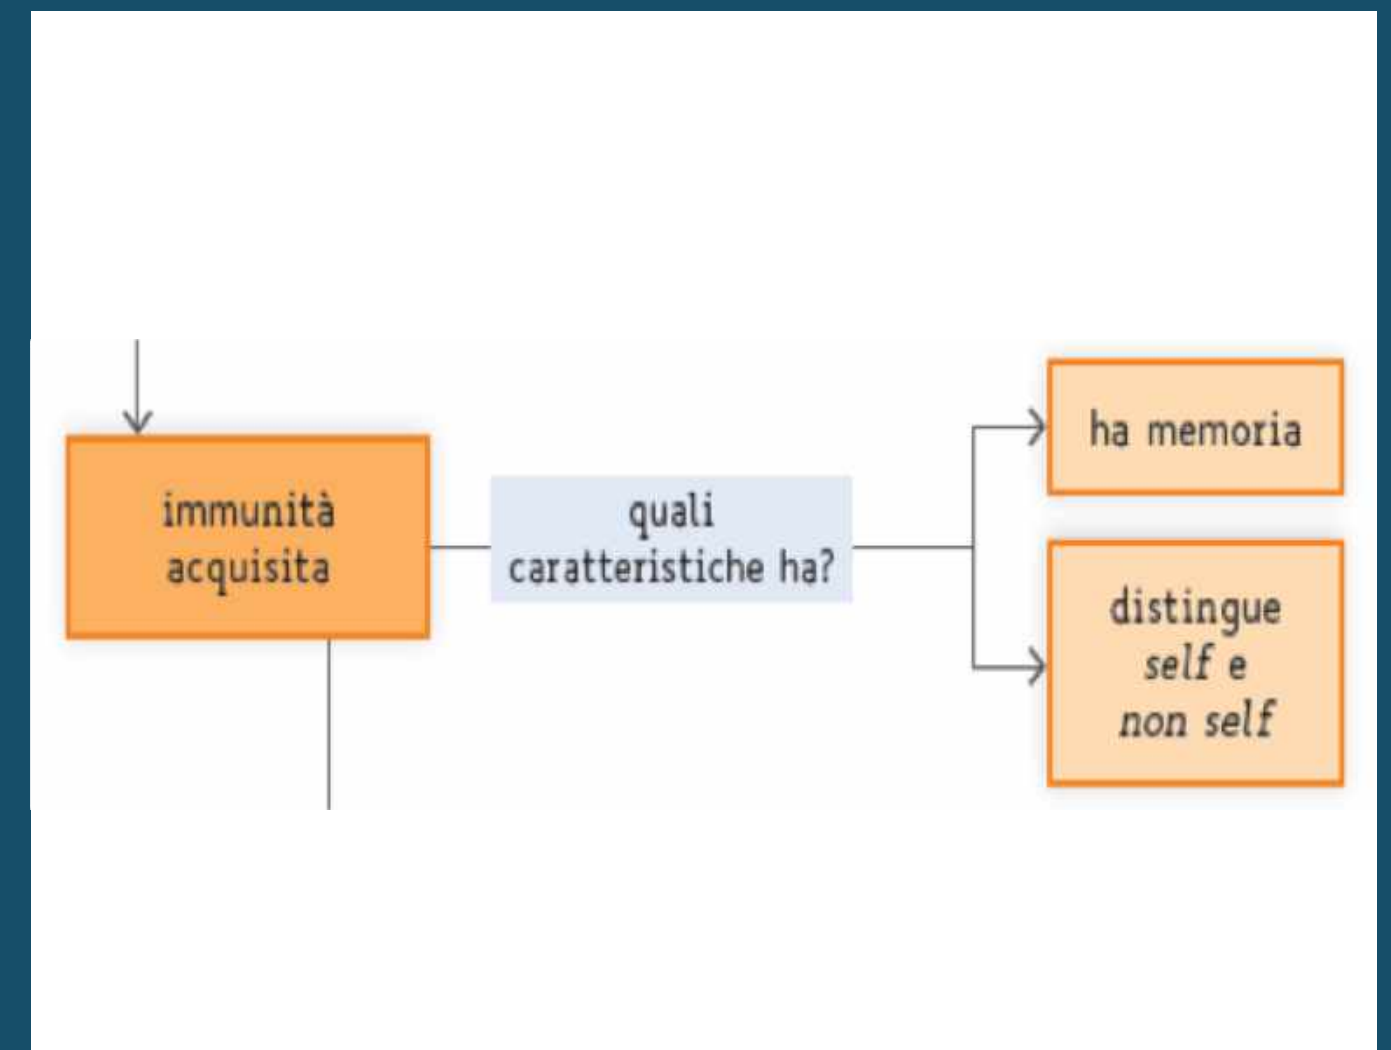 immunità
acquisita
quali
caratteristiche ha?
ha memoria
distingue
self e
non self